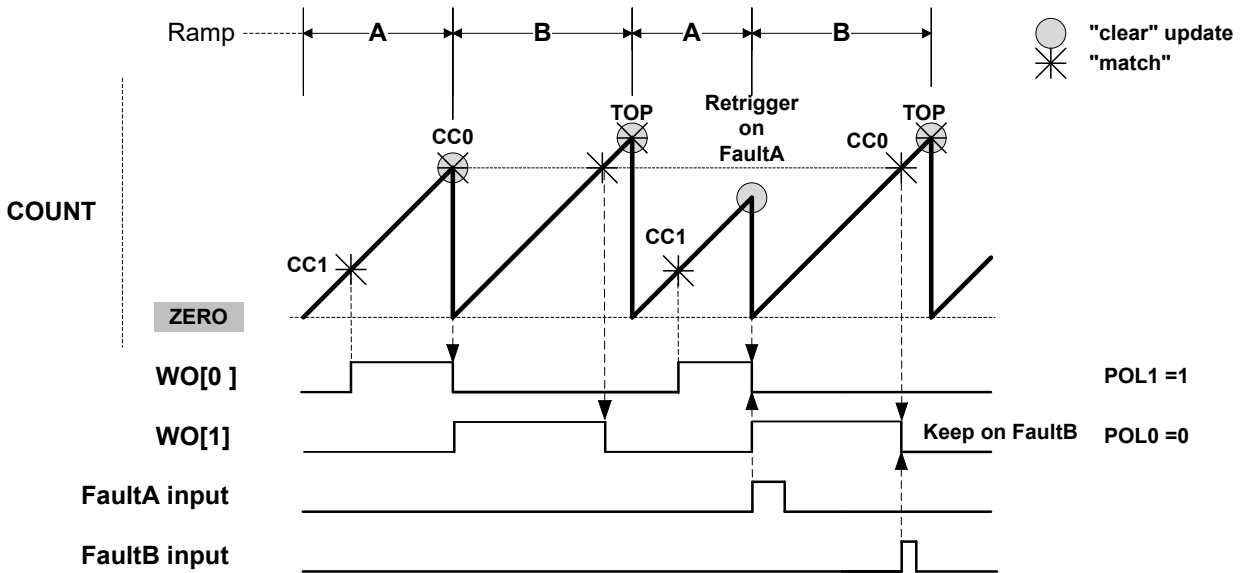 Ramp
A
B
A
B
"clear" update
"match"
TOP
Retrigger
on
FaultA
TOP
CC0
CC0
COUNT
CC1
CC1
ZERO
WO[0 ]
POL1 =1
WO[1]
Keep on FaultB
POL0 =0
FaultA input
FaultB input